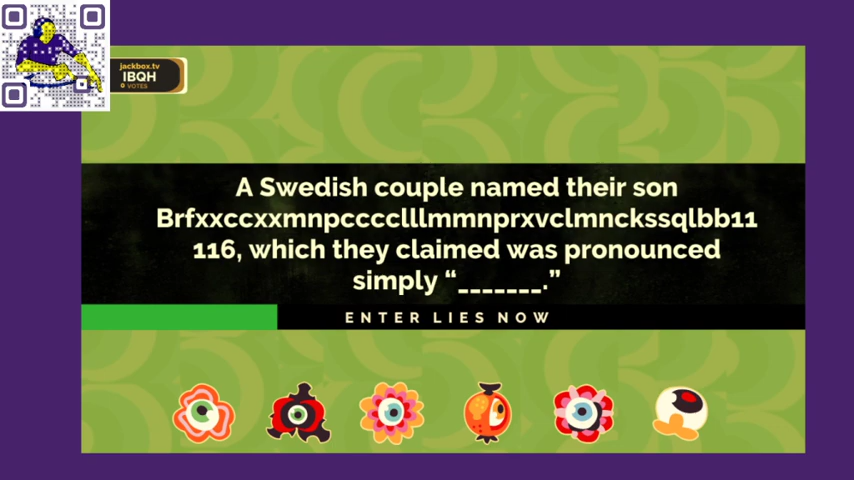 jackbox.tv
IBQH
0 VOTES
A Swedish couple named their son
Brfxxccxxmnpcccclllmmnprxvclmnckssqlbb11
116, which they claimed was pronounced
simply “_______.”
ENTER LIES NOW